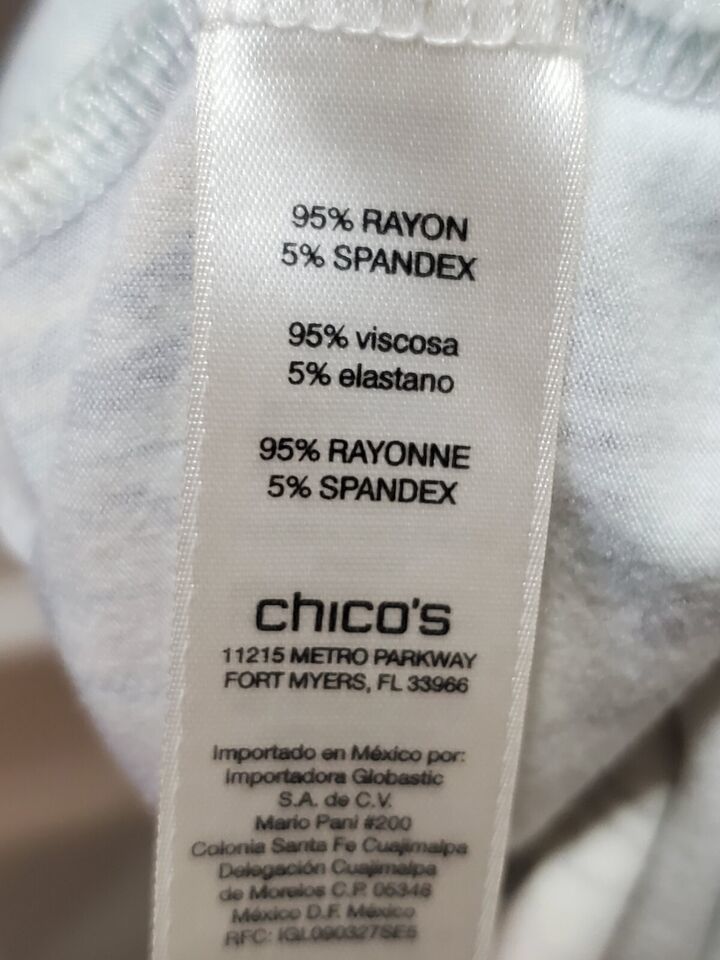 95% RAYON
5% SPANDEX
95% viscosa
5% elastano
95% RAYONNE
5% SPANDEX
chico's
11215 METRO PARKWAY
FORT MYERS, FL 33966
Importado en México por:
Importadora Globastic
S.A. de C.V.
Mario Pani #200
Colonia Santa Fe Cuajimalpa
Delegación Cuajimalpa
de Morelos C.P. 05348
México D.F. México
RFC: IGL090327SE5